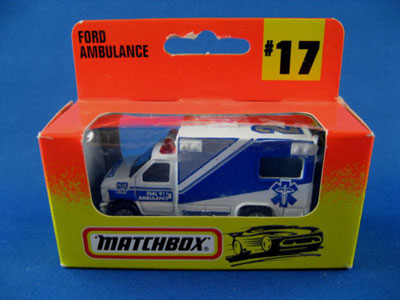 FORD
AMBULANCE
#17
DIAL 911
AMBULANCE
MATCHBOX®